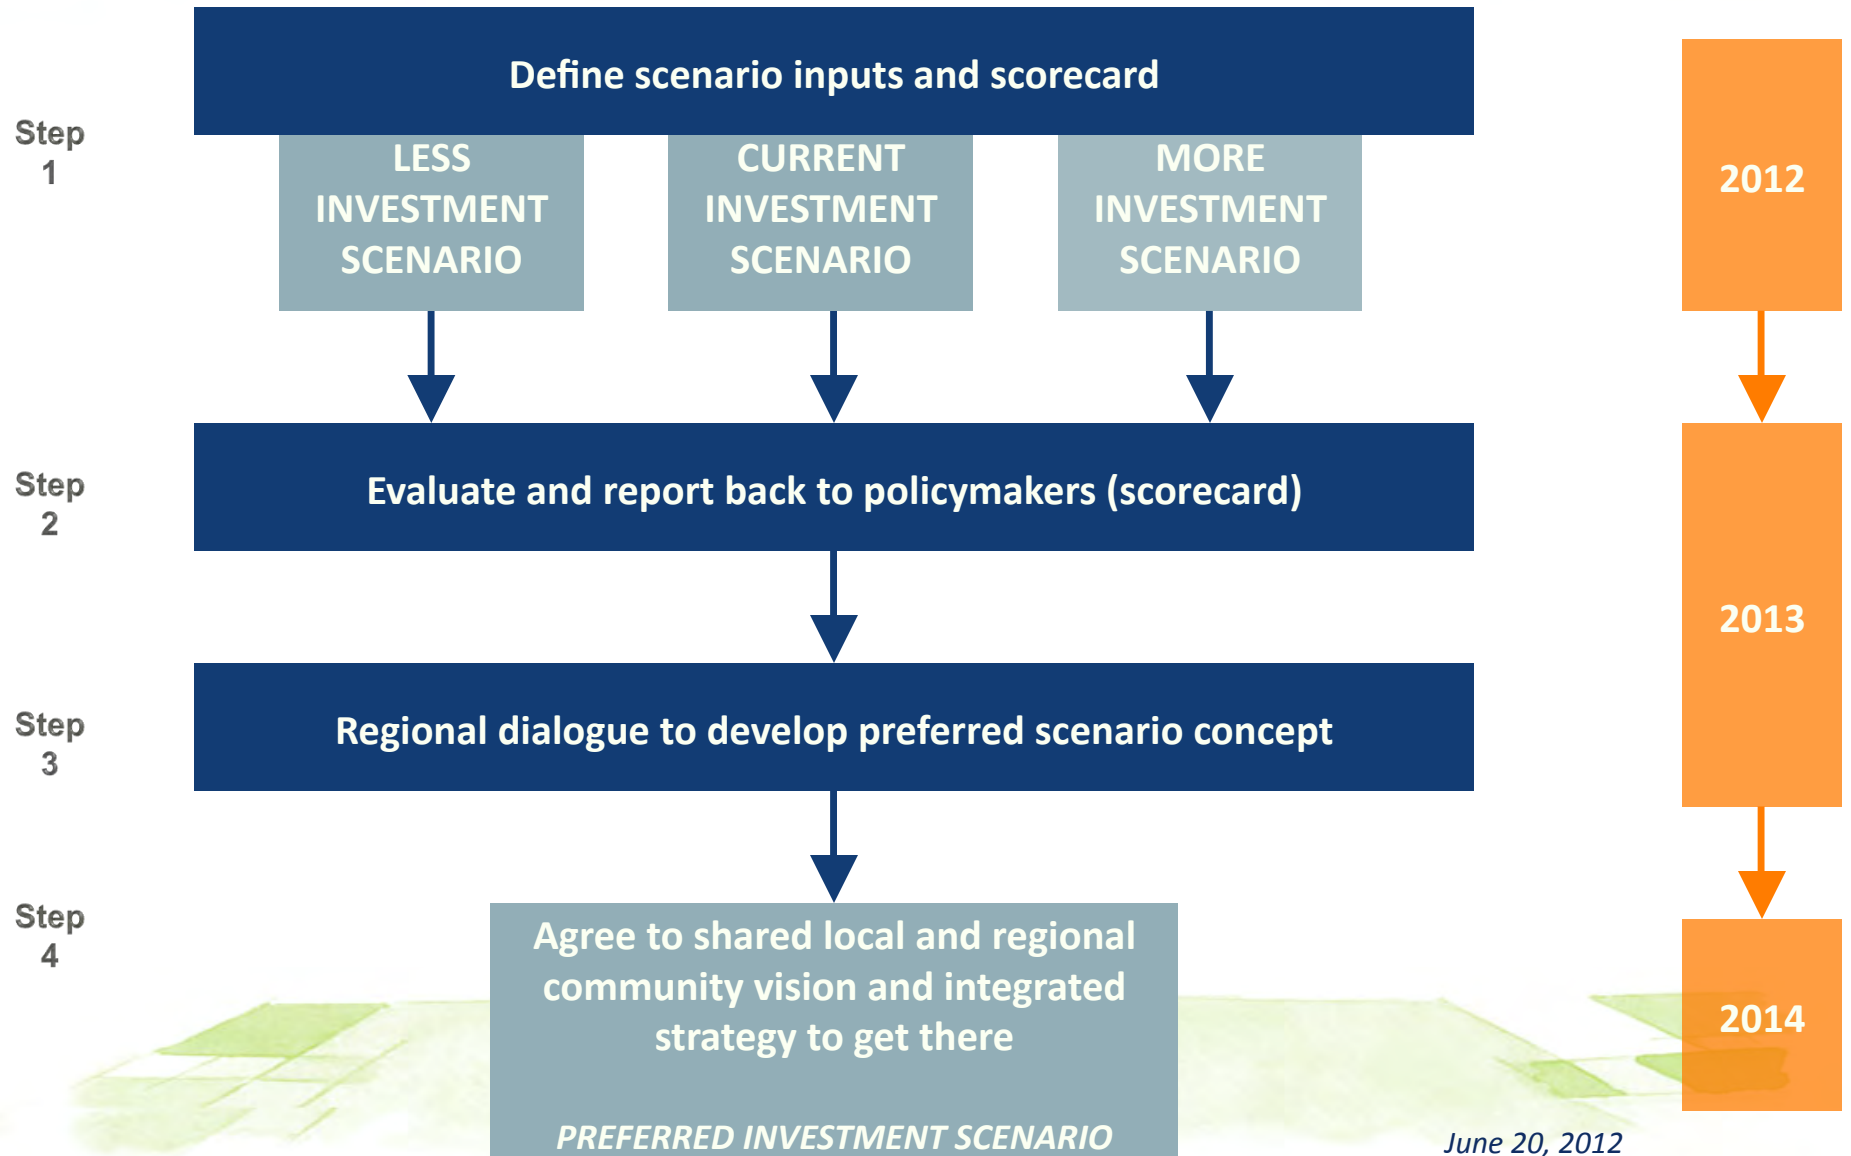 Define scenario inputs and scorecard
Step
1
LESS
INVESTMENT
SCENARIO
CURRENT
INVESTMENT
SCENARIO
MORE
INVESTMENT
SCENARIO
2012
Step
2
Evaluate and report back to policymakers (scorecard)
2013
Step
3
Regional dialogue to develop preferred scenario concept
Step
4
Agree to shared local and regional
community vision and integrated
strategy to get there
PREFERRED INVESTMENT SCENARIO
2014
June 20, 2012